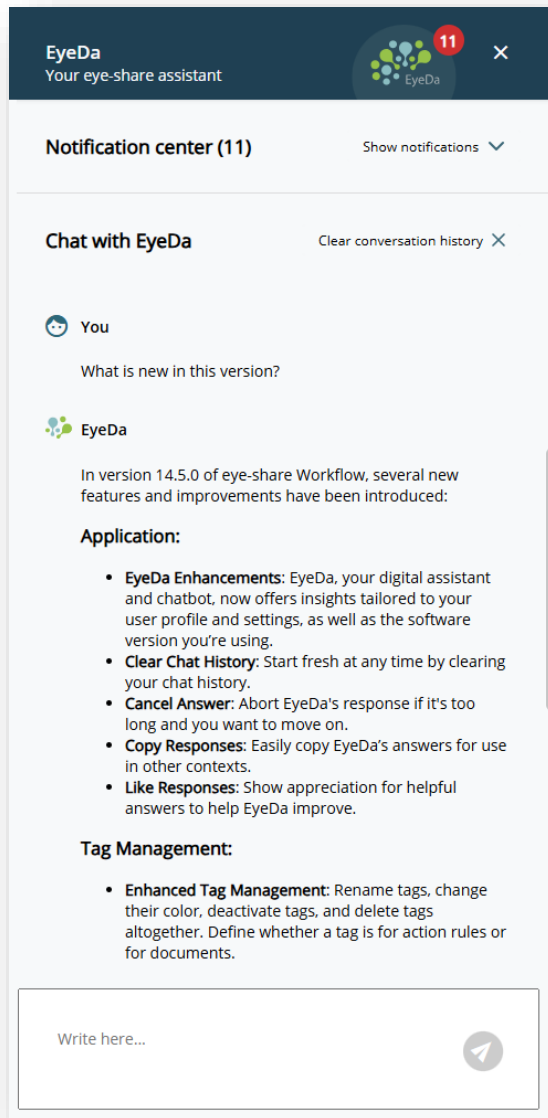 EyeDa
Your eye-share assistant
11
EyeDa
Notification center (11)
Show notifications
Chat with EyeDa
Clear conversation history
You
What is new in this version?
EyeDa
In version 14.5.0 of eye-share Workflow, several new
features and improvements have been introduced:
Application:
• EyeDa Enhancements: EyeDa, your digital assistant
and chatbot, now offers insights tailored to your
user profile and settings, as well as the software
version you’re using.
• Clear Chat History: Start fresh at any time by clearing
your chat history.
• Cancel Answer: Abort EyeDa's response if it's too
long and you want to move on.
• Copy Responses: Easily copy EyeDa’s answers for use
in other contexts.
• Like Responses: Show appreciation for helpful
answers to help EyeDa improve.
Tag Management:
• Enhanced Tag Management: Rename tags, change
their color, deactivate tags, and delete tags
altogether. Define whether a tag is for action rules or
for documents.
Write here...